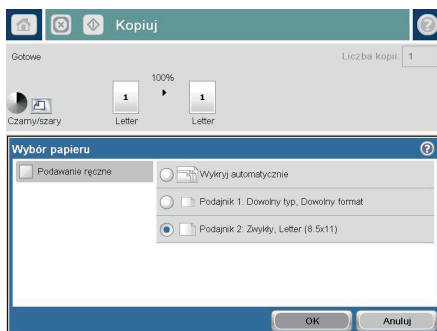 Kopiuj
Gotowe
Liczba kopii: 1
100%
1
1
Czarny/szary
Letter
Letter
Wybór papieru
Podawanie ręczne
Wykryj automatycznie
Podajnik 1: Dowolny typ, Dowolny format
Podajnik 2: Zwykły, Letter (8.5x11)
OK
Anuluj